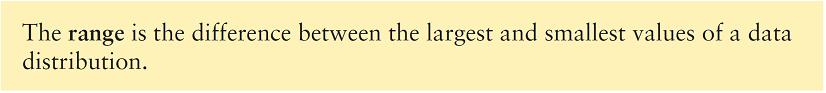 The range is the difference between the largest and smallest values of a data
distribution.